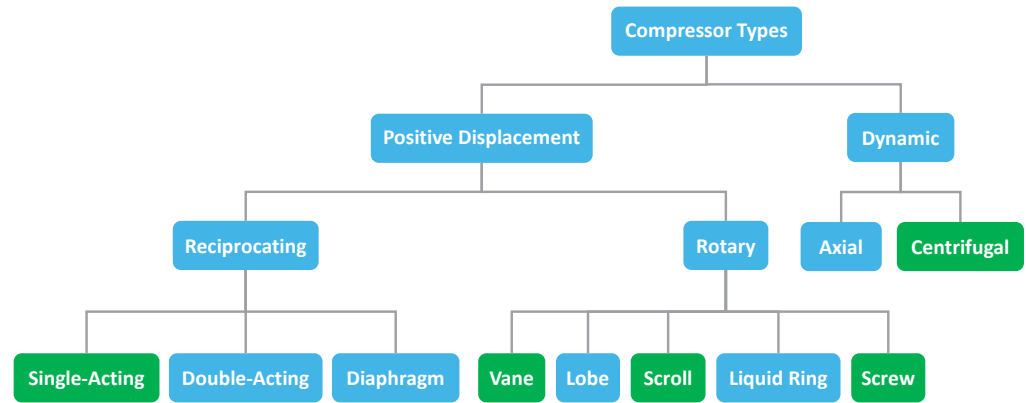 Compressor Types
Positive Displacement
Dynamic
Reciprocating
Rotary
Axial
Centrifugal
Single-Acting
Double-Acting
Diaphragm
Vane
Lobe
Scroll
Liquid Ring
Screw